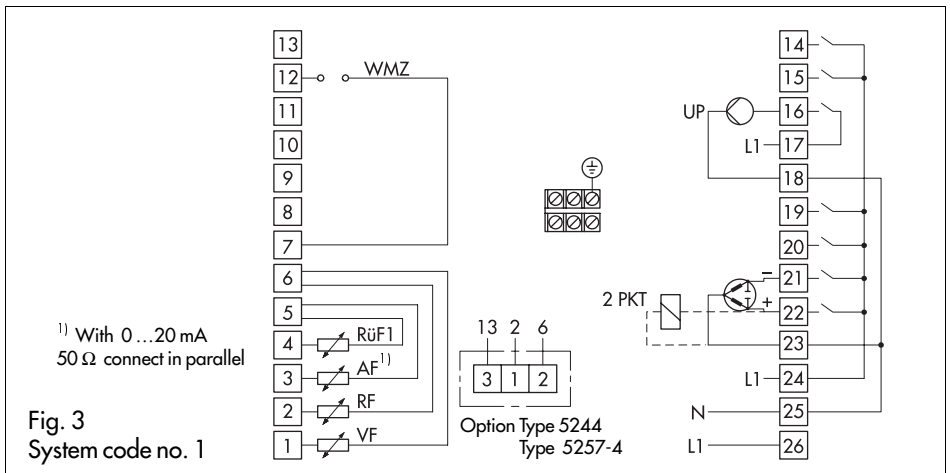 13
12
WMZ
11
10
9
8
7
6
5
4
RüF1
3
AF1)
2
RF
1
VF
1) With 0 ...20 mA
50 Ω connect in parallel
Fig. 3
System code no. 1
13 2 6
3 1 2
Option Type 5244
Type 5257-4
14
15
UP
16
L1
17
18
19
20
21
−
2 PKT
+
22
23
L1
24
N
25
L1
26